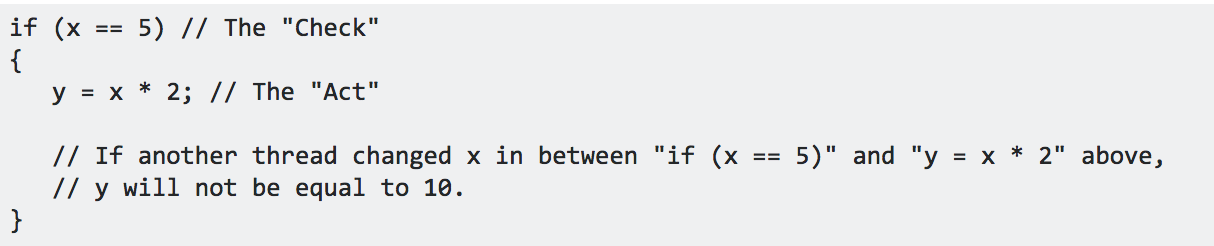 if (x == 5) // The "Check"
{
   y = x * 2; // The "Act"

   // If another thread changed x in between "if (x == 5)" and "y = x * 2" above,
   // y will not be equal to 10.
}